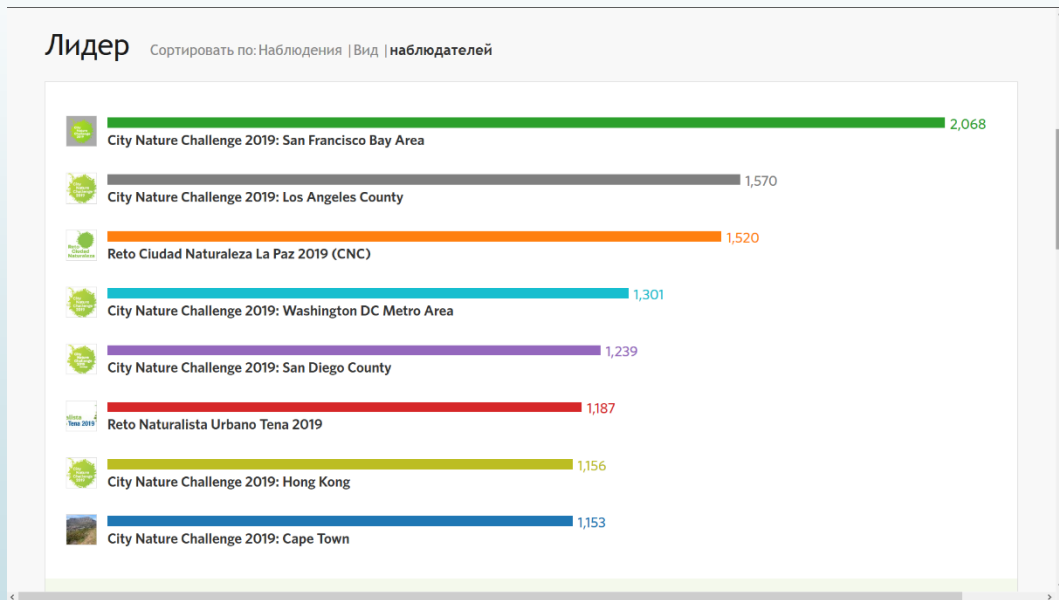 Лидер Сортировать по: Наблюдения | Вид | наблюдателей
2,068
City Nature Challenge 2019: San Francisco Bay Area
1,570
City Nature Challenge 2019: Los Angeles County
1,520
Reto Ciudad Naturaleza La Paz 2019 (CNC)
1,301
City Nature Challenge 2019: Washington DC Metro Area
1,239
City Nature Challenge 2019: San Diego County
1,187
Reto Naturalista Urbano Tena 2019
1,156
City Nature Challenge 2019: Hong Kong
1,153
City Nature Challenge 2019: Cape Town